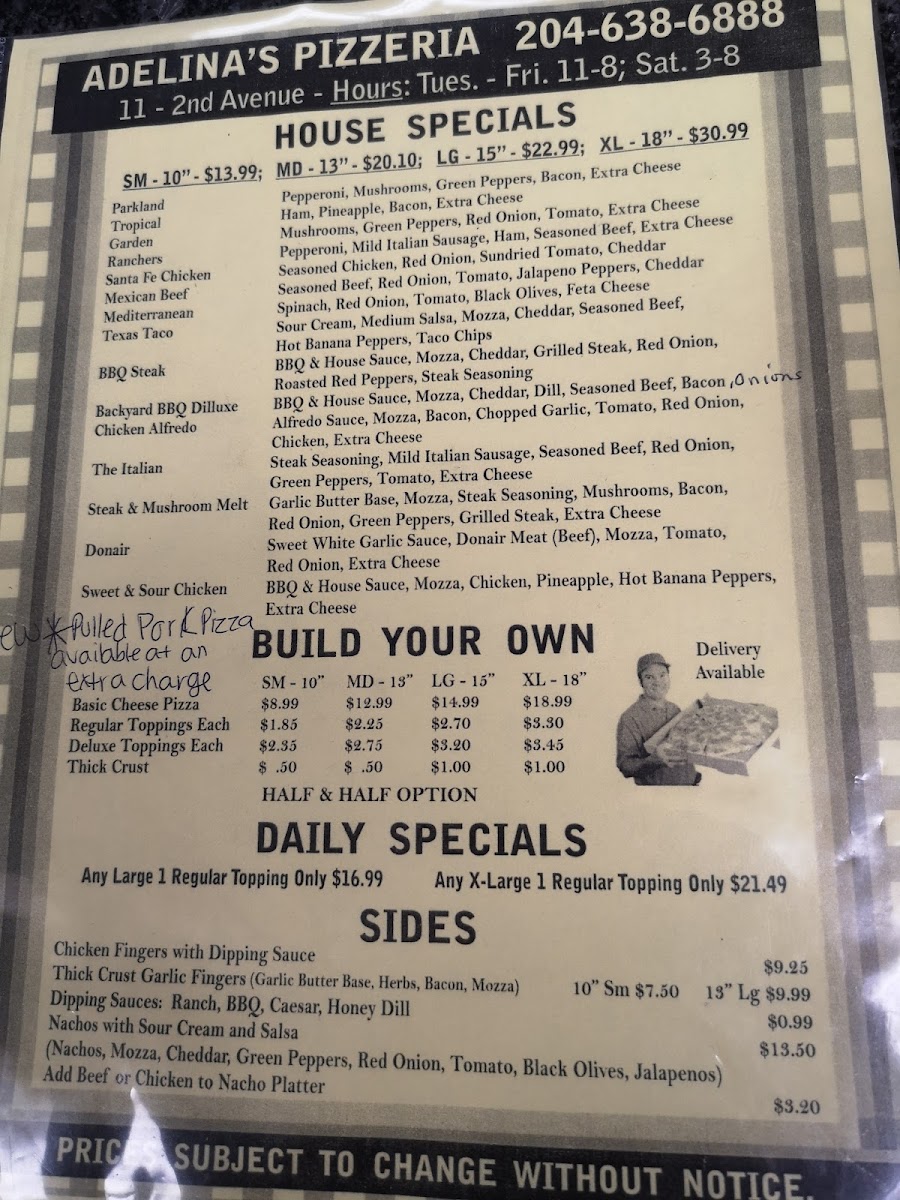 ADELINA'S PIZZERIA 204-638-6888
11 - 2nd Avenue - Hours: Tues. - Fri. 11-8; Sat. 3-8
HOUSE SPECIALS
SM - 10" - $13.99; MD - 13" - $20.10; LG - 15" - $22.99; XL - 18" - $30.99
Parkland Pepperoni, Mushrooms, Green Peppers, Bacon, Extra Cheese
Tropical Ham, Pineapple, Bacon, Extra Cheese
Garden Mushrooms, Green Peppers, Red Onion, Tomato, Extra Cheese
Ranchers Pepperoni, Mild Italian Sausage, Ham, Seasoned Beef, Extra Cheese
Santa Fe Chicken Seasoned Chicken, Red Onion, Sundried Tomato, Cheddar
Mexican Beef Seasoned Beef, Red Onion, Tomato, Jalapeno Peppers, Cheddar
Mediterranean Spinach, Red Onion, Tomato, Black Olives, Feta Cheese
Texas Taco Sour Cream, Medium Salsa, Mozza, Cheddar, Seasoned Beef,
Hot Banana Peppers, Taco Chips
BBQ Steak BBQ & House Sauce, Mozza, Cheddar, Grilled Steak, Red Onion,
Roasted Red Peppers, Steak Seasoning
Backyard BBQ Dilluxe BBQ & House Sauce, Mozza, Cheddar, Dill, Seasoned Beef, Bacon, Onions
Chicken Alfredo Alfredo Sauce, Mozza, Bacon, Chopped Garlic, Tomato, Red Onion,
Chicken, Extra Cheese
The Italian Steak Seasoning, Mild Italian Sausage, Seasoned Beef, Red Onion,
Green Peppers, Tomato, Extra Cheese
Steak & Mushroom Melt Garlic Butter Base, Mozza, Steak Seasoning, Mushrooms, Bacon,
Red Onion, Green Peppers, Grilled Steak, Extra Cheese
Donair Sweet White Garlic Sauce, Donair Meat (Beef), Mozza, Tomato,
Red Onion, Extra Cheese
Sweet & Sour Chicken BBQ & House Sauce, Mozza, Chicken, Pineapple, Hot Banana Peppers,
Extra Cheese
ew * Pulled Pork Pizza
available at an
extra charge
BUILD YOUR OWN
Delivery
Available
SM - 10" MD - 13" LG - 15" XL - 18"
Basic Cheese Pizza $8.99 $12.99 $14.99 $18.99
Regular Toppings Each $1.85 $2.25 $2.70 $3.30
Deluxe Toppings Each $2.35 $2.75 $3.20 $3.45
Thick Crust $ .50 $ .50 $1.00 $1.00
HALF & HALF OPTION
DAILY SPECIALS
Any Large 1 Regular Topping Only $16.99 Any X-Large 1 Regular Topping Only $21.49
SIDES
Chicken Fingers with Dipping Sauce $9.25
Thick Crust Garlic Fingers (Garlic Butter Base, Herbs, Bacon, Mozza) 10" Sm $7.50 13" Lg $9.99
Dipping Sauces: Ranch, BBQ, Caesar, Honey Dill $0.99
Nachos with Sour Cream and Salsa $13.50
(Nachos, Mozza, Cheddar, Green Peppers, Red Onion, Tomato, Black Olives, Jalapenos)
Add Beef or Chicken to Nacho Platter $3.20
PRICES SUBJECT TO CHANGE WITHOUT NOTICE.